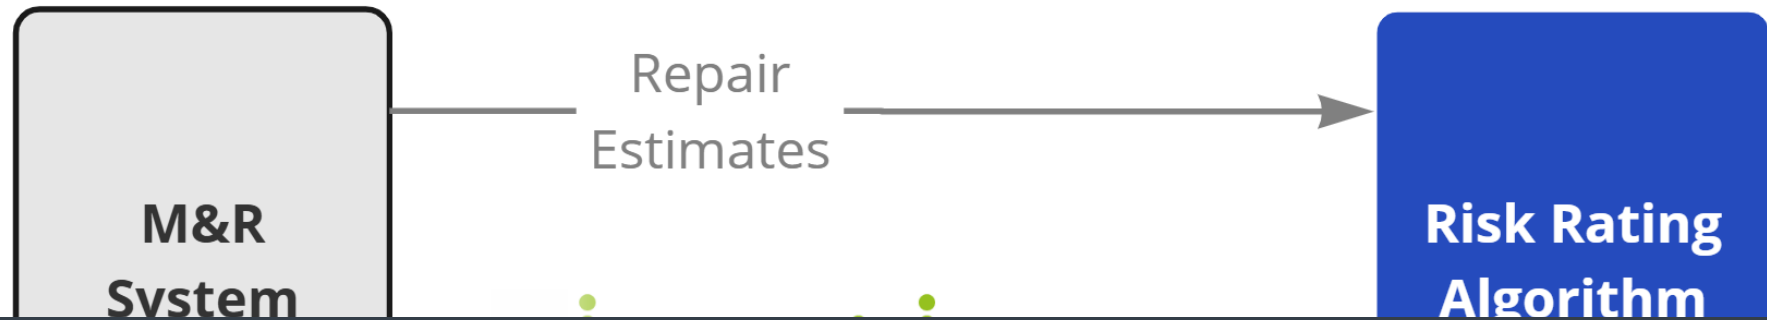 Repair
Estimates
M&R
System
Risk Rating
Algorithm